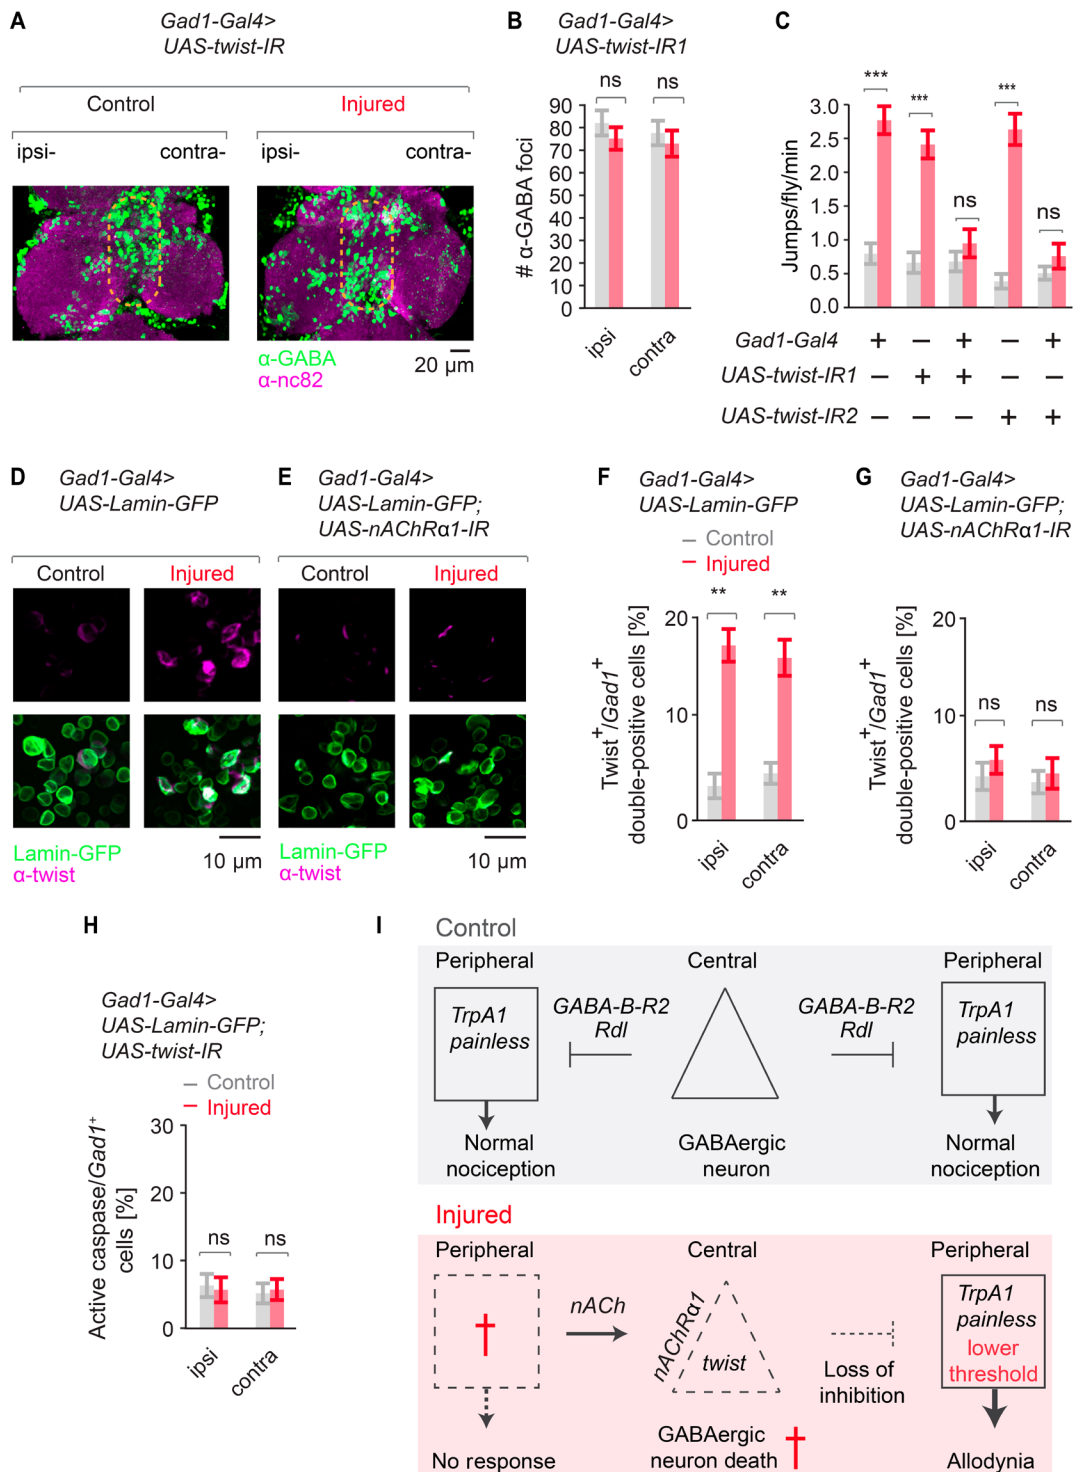 A
Gad1-Gal4>
UAS-twist-IR
Control
Injured
ipsi-
contra-
ipsi-
contra-
α-GABA
α-nc82
20 µm
B
Gad1-Gal4>
UAS-twist-IR1
ns
ns
# α-GABA foci
90
80
70
60
50
40
30
20
10
0
ipsi
contra
C
***
***
***
ns
ns
Jumps/fly/min
3.0
2.5
2.0
1.5
1.0
0.5
0.0
Gad1-Gal4 + – + – +
UAS-twist-IR1 – + + – –
UAS-twist-IR2 – – – + +
D
Gad1-Gal4>
UAS-Lamin-GFP
Control
Injured
Lamin-GFP
α-twist
10 µm
E
Gad1-Gal4>
UAS-Lamin-GFP;
UAS-nAChRα1-IR
Control
Injured
Lamin-GFP
α-twist
10 µm
F
Gad1-Gal4>
UAS-Lamin-GFP
Control
Injured
**
**
Twist+/Gad1+
double-positive cells [%]
20
10
0
ipsi
contra
G
Gad1-Gal4>
UAS-Lamin-GFP;
UAS-nAChRα1-IR
ns
ns
Twist+/Gad1+
double-positive cells [%]
20
10
0
ipsi
contra
H
Gad1-Gal4>
UAS-Lamin-GFP;
UAS-twist-IR
Control
Injured
ns
ns
Active caspase/Gad1+
cells [%]
30
20
10
0
ipsi
contra
I
Control
Peripheral
Central
Peripheral
TrpA1
painless
GABA-B-R2
Rdl
GABA-B-R2
Rdl
TrpA1
painless
Normal
nociception
GABAergic
neuron
Normal
nociception
Injured
Peripheral
Central
Peripheral
nACh
nAChRα1
twist
Loss of
inhibition
TrpA1
painless
lower
threshold
No response
GABAergic
neuron death
Allodynia